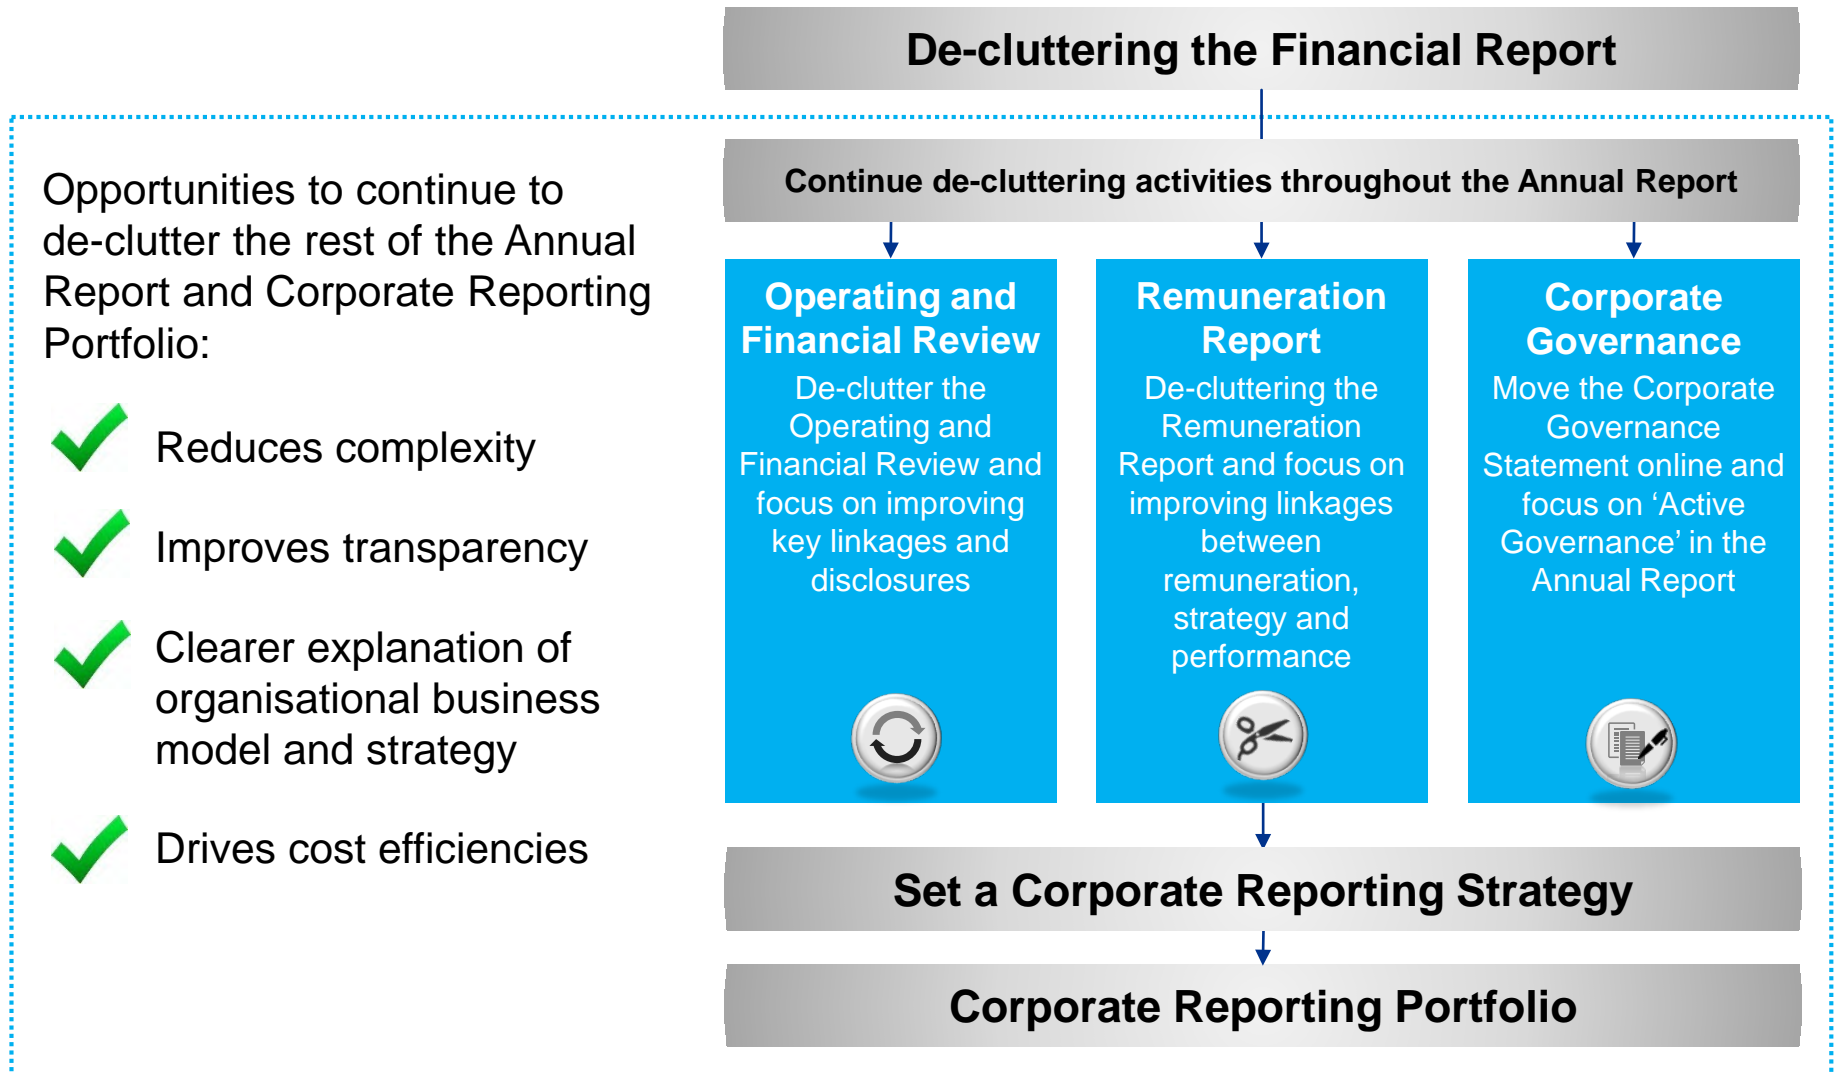 De-cluttering the Financial Report
Opportunities to continue to
de-clutter the rest of the Annual
Report and Corporate Reporting
Portfolio:
Reduces complexity
Improves transparency
Clearer explanation of
organisational business
model and strategy
Drives cost efficiencies
Continue de-cluttering activities throughout the Annual Report
Operating and
Financial Review
De-clutter the
Operating and
Financial Review and
focus on improving
key linkages and
disclosures
Remuneration
Report
De-cluttering the
Remuneration
Report and focus on
improving linkages
between
remuneration,
strategy and
performance
Corporate
Governance
Move the Corporate
Governance
Statement online and
focus on ‘Active
Governance’ in the
Annual Report
Set a Corporate Reporting Strategy
Corporate Reporting Portfolio